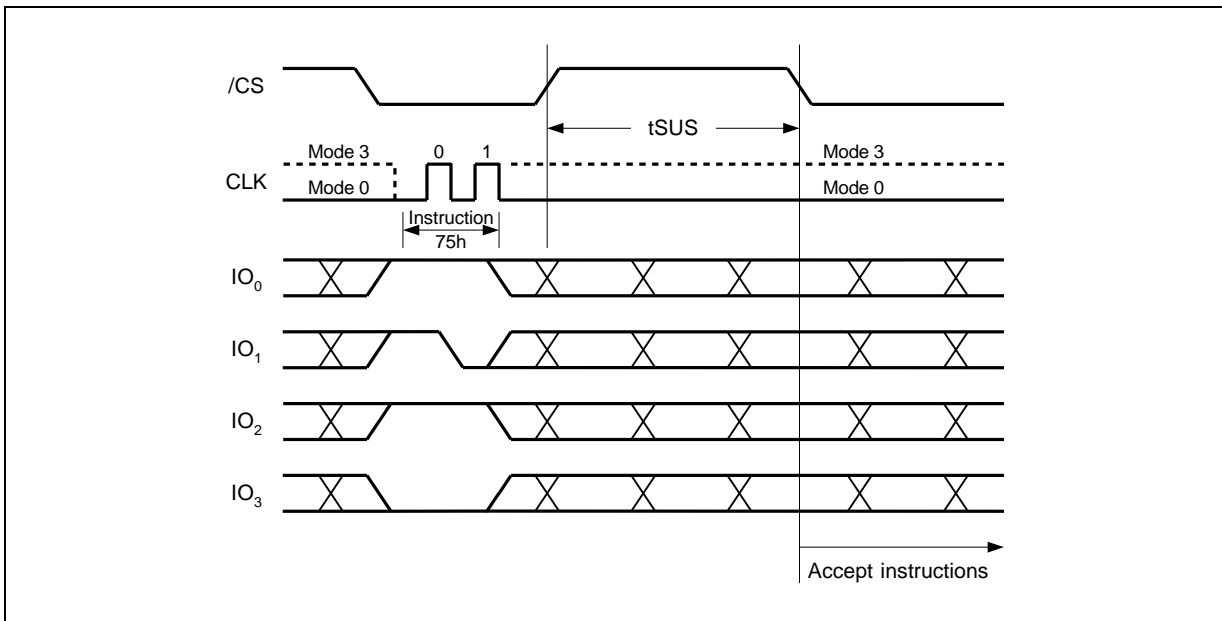 /CS
tSUS
Mode 3 0 1 Mode 3
CLK
Mode 0 Mode 0
Instruction
75h
IO0
IO1
IO2
IO3
Accept instructions